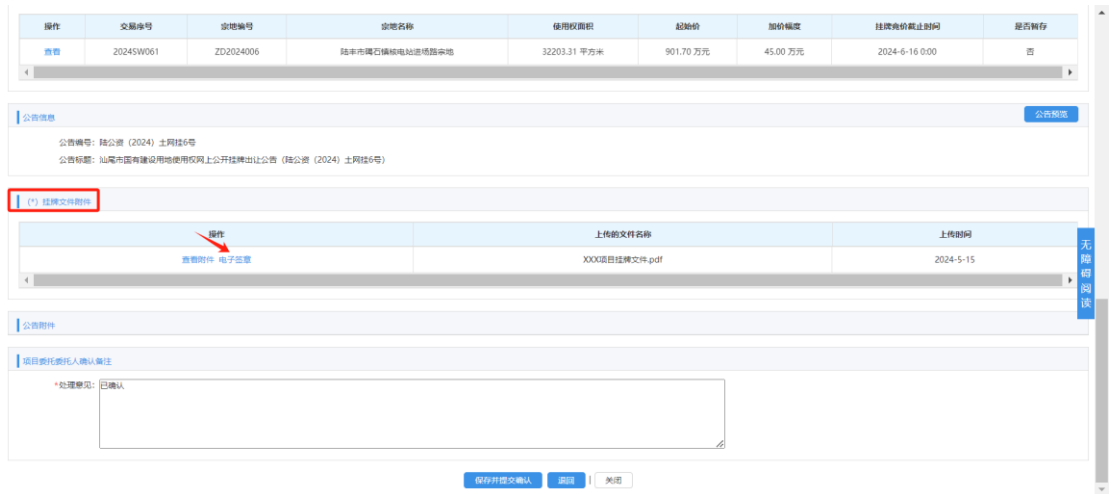 操作 交易序号 宗地编号 宗地名称 使用权面积 起始价 加价幅度 挂牌竞价截止时间 是否暂存
查看 2024SW061 ZD2024006 陆丰市碣石镇核电站进场路宗地 32203.31 平方米 901.70 万元 45.00 万元 2024-6-16 0:00 否
公告信息 公告预览
公告编号：陆公资（2024）土网挂6号
公告标题：汕尾市国有建设用地使用权网上公开挂牌出让公告（陆公资（2024）土网挂6号）
(*) 挂牌文件附件
操作 上传的文件名称 上传时间
查看附件 电子签章 XXX项目挂牌文件.pdf 2024-5-15
无障碍阅读
公告附件
项目委托委托人确认备注
*处理意见：已确认
保存并提交确认 退回 | 关闭